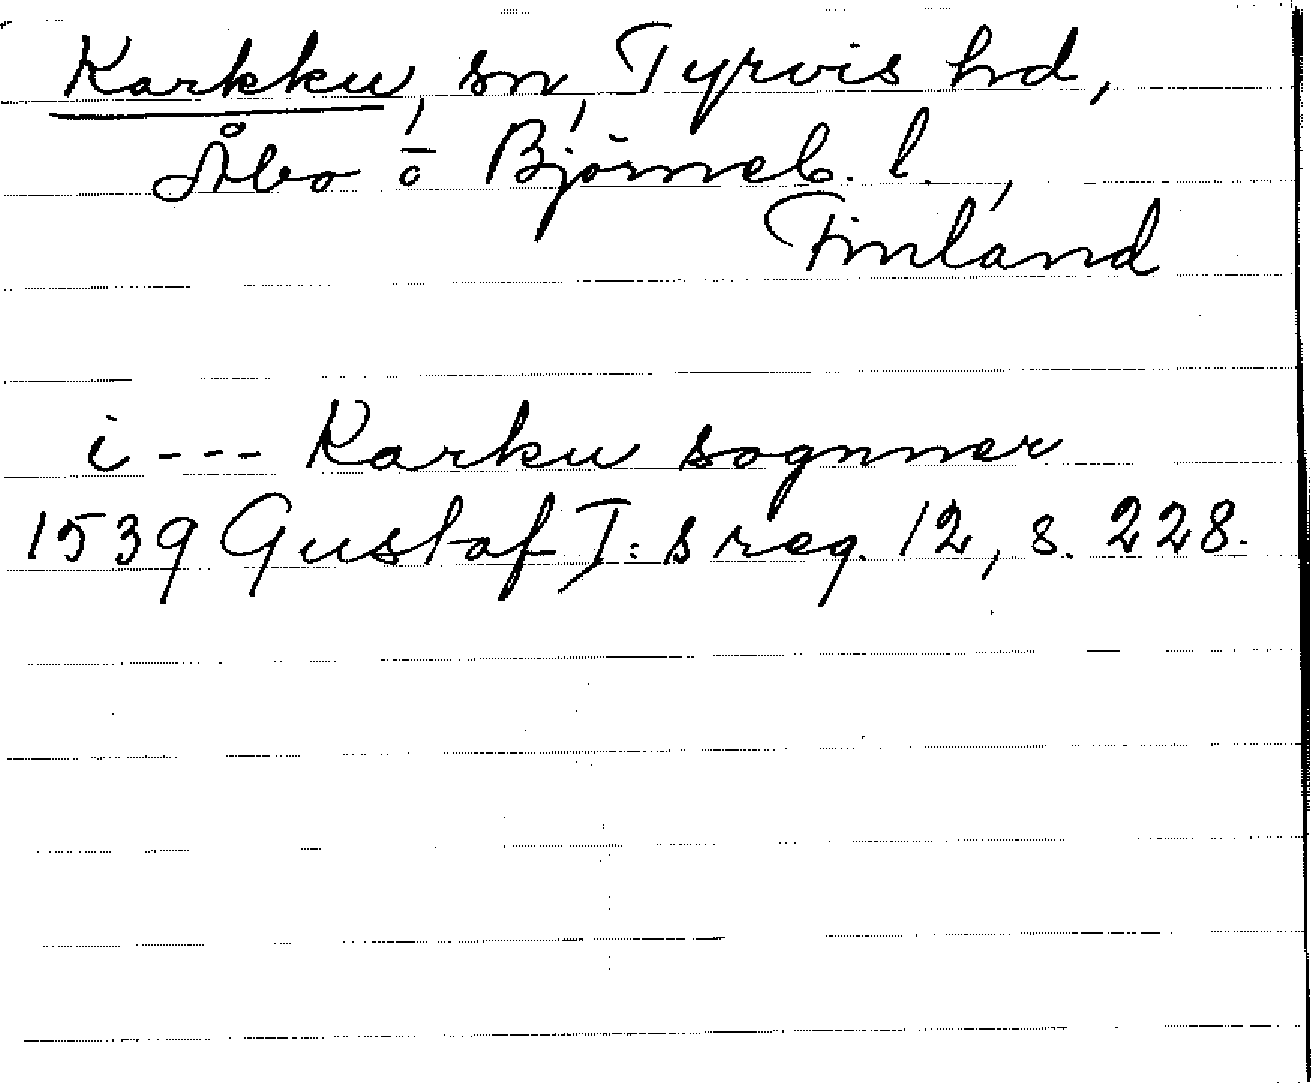 Karkku, sn, Tyrvis hd,
Åbo o Björneb. l.,
Finland
i --- Karku sognner
1539 Gustaf I:s reg. 12, s. 228.